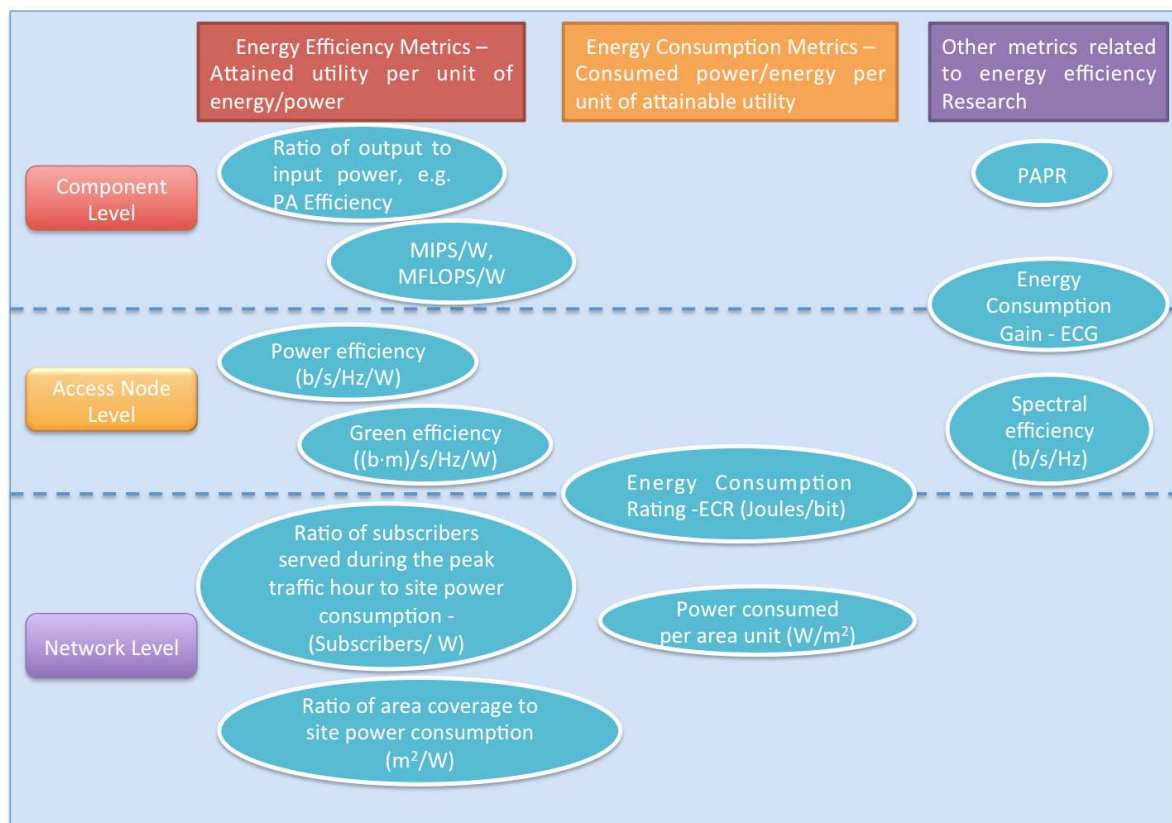 Energy Efficiency Metrics –
Attained utility per unit of
energy/power
Energy Consumption Metrics –
Consumed power/energy per
unit of attainable utility
Other metrics related
to energy efficiency
Research
Component
Level
Ratio of output to
input power, e.g.
PA Efficiency
MIPS/W,
MFLOPS/W
PAPR
Energy
Consumption
Gain - ECG
Access Node
Level
Power efficiency
(b/s/Hz/W)
Green efficiency
((b·m)/s/Hz/W)
Spectral
efficiency
(b/s/Hz)
Energy Consumption
Rating -ECR (Joules/bit)
Network Level
Ratio of subscribers
served during the peak
traffic hour to site power
consumption -
(Subscribers/ W)
Power consumed
per area unit (W/m²)
Ratio of area coverage to
site power consumption
(m²/W)